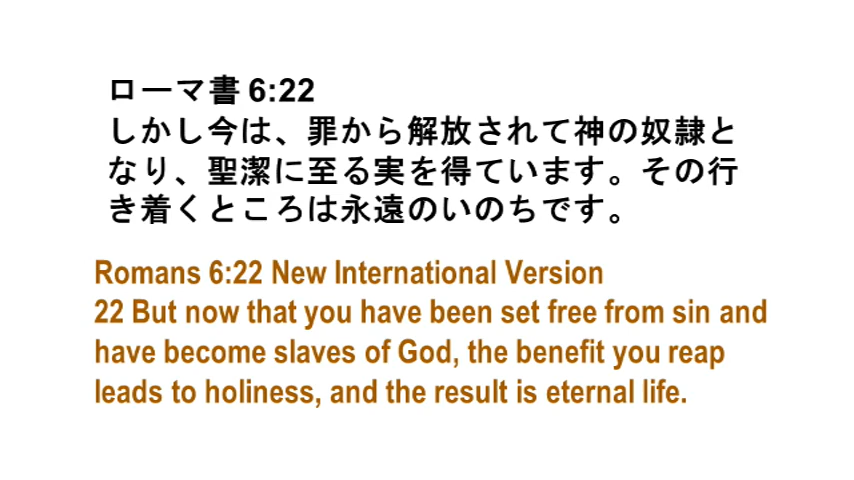 ローマ書 6:22
しかし今は、罪から解放されて神の奴隷と
なり、聖潔に至る実を得ています。その行
き着くところは永遠のいのちです。
Romans 6:22 New International Version
22 But now that you have been set free from sin and
have become slaves of God, the benefit you reap
leads to holiness, and the result is eternal life.